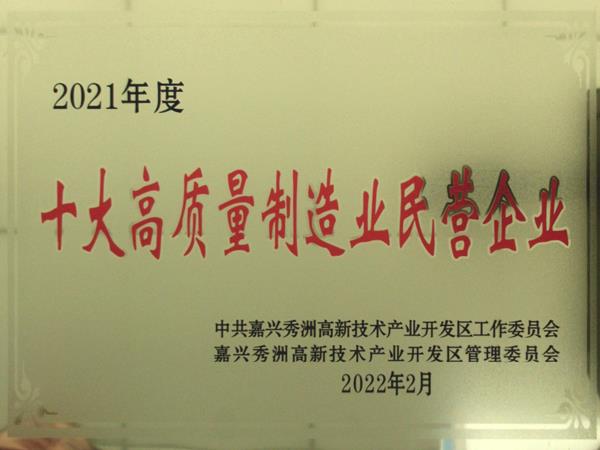 2021年度
十大高质量制造业民营企业
中共嘉兴秀洲高新技术产业开发区工作委员会
嘉兴秀洲高新技术产业开发区管理委员会
2022年2月